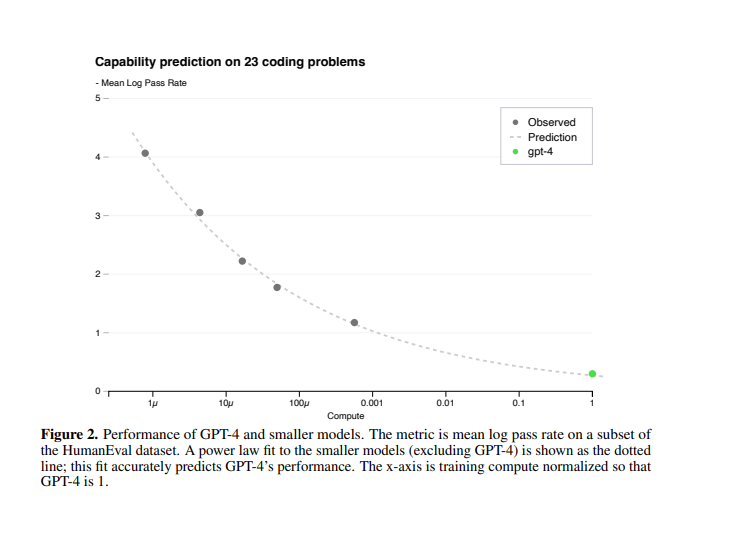 Capability prediction on 23 coding problems
- Mean Log Pass Rate
5
Observed
Prediction
gpt-4
4
3
2
1
0
1µ 10µ 100µ 0.001 0.01 0.1 1
Compute
Figure 2. Performance of GPT-4 and smaller models. The metric is mean log pass rate on a subset of
the HumanEval dataset. A power law fit to the smaller models (excluding GPT-4) is shown as the dotted
line; this fit accurately predicts GPT-4's performance. The x-axis is training compute normalized so that
GPT-4 is 1.